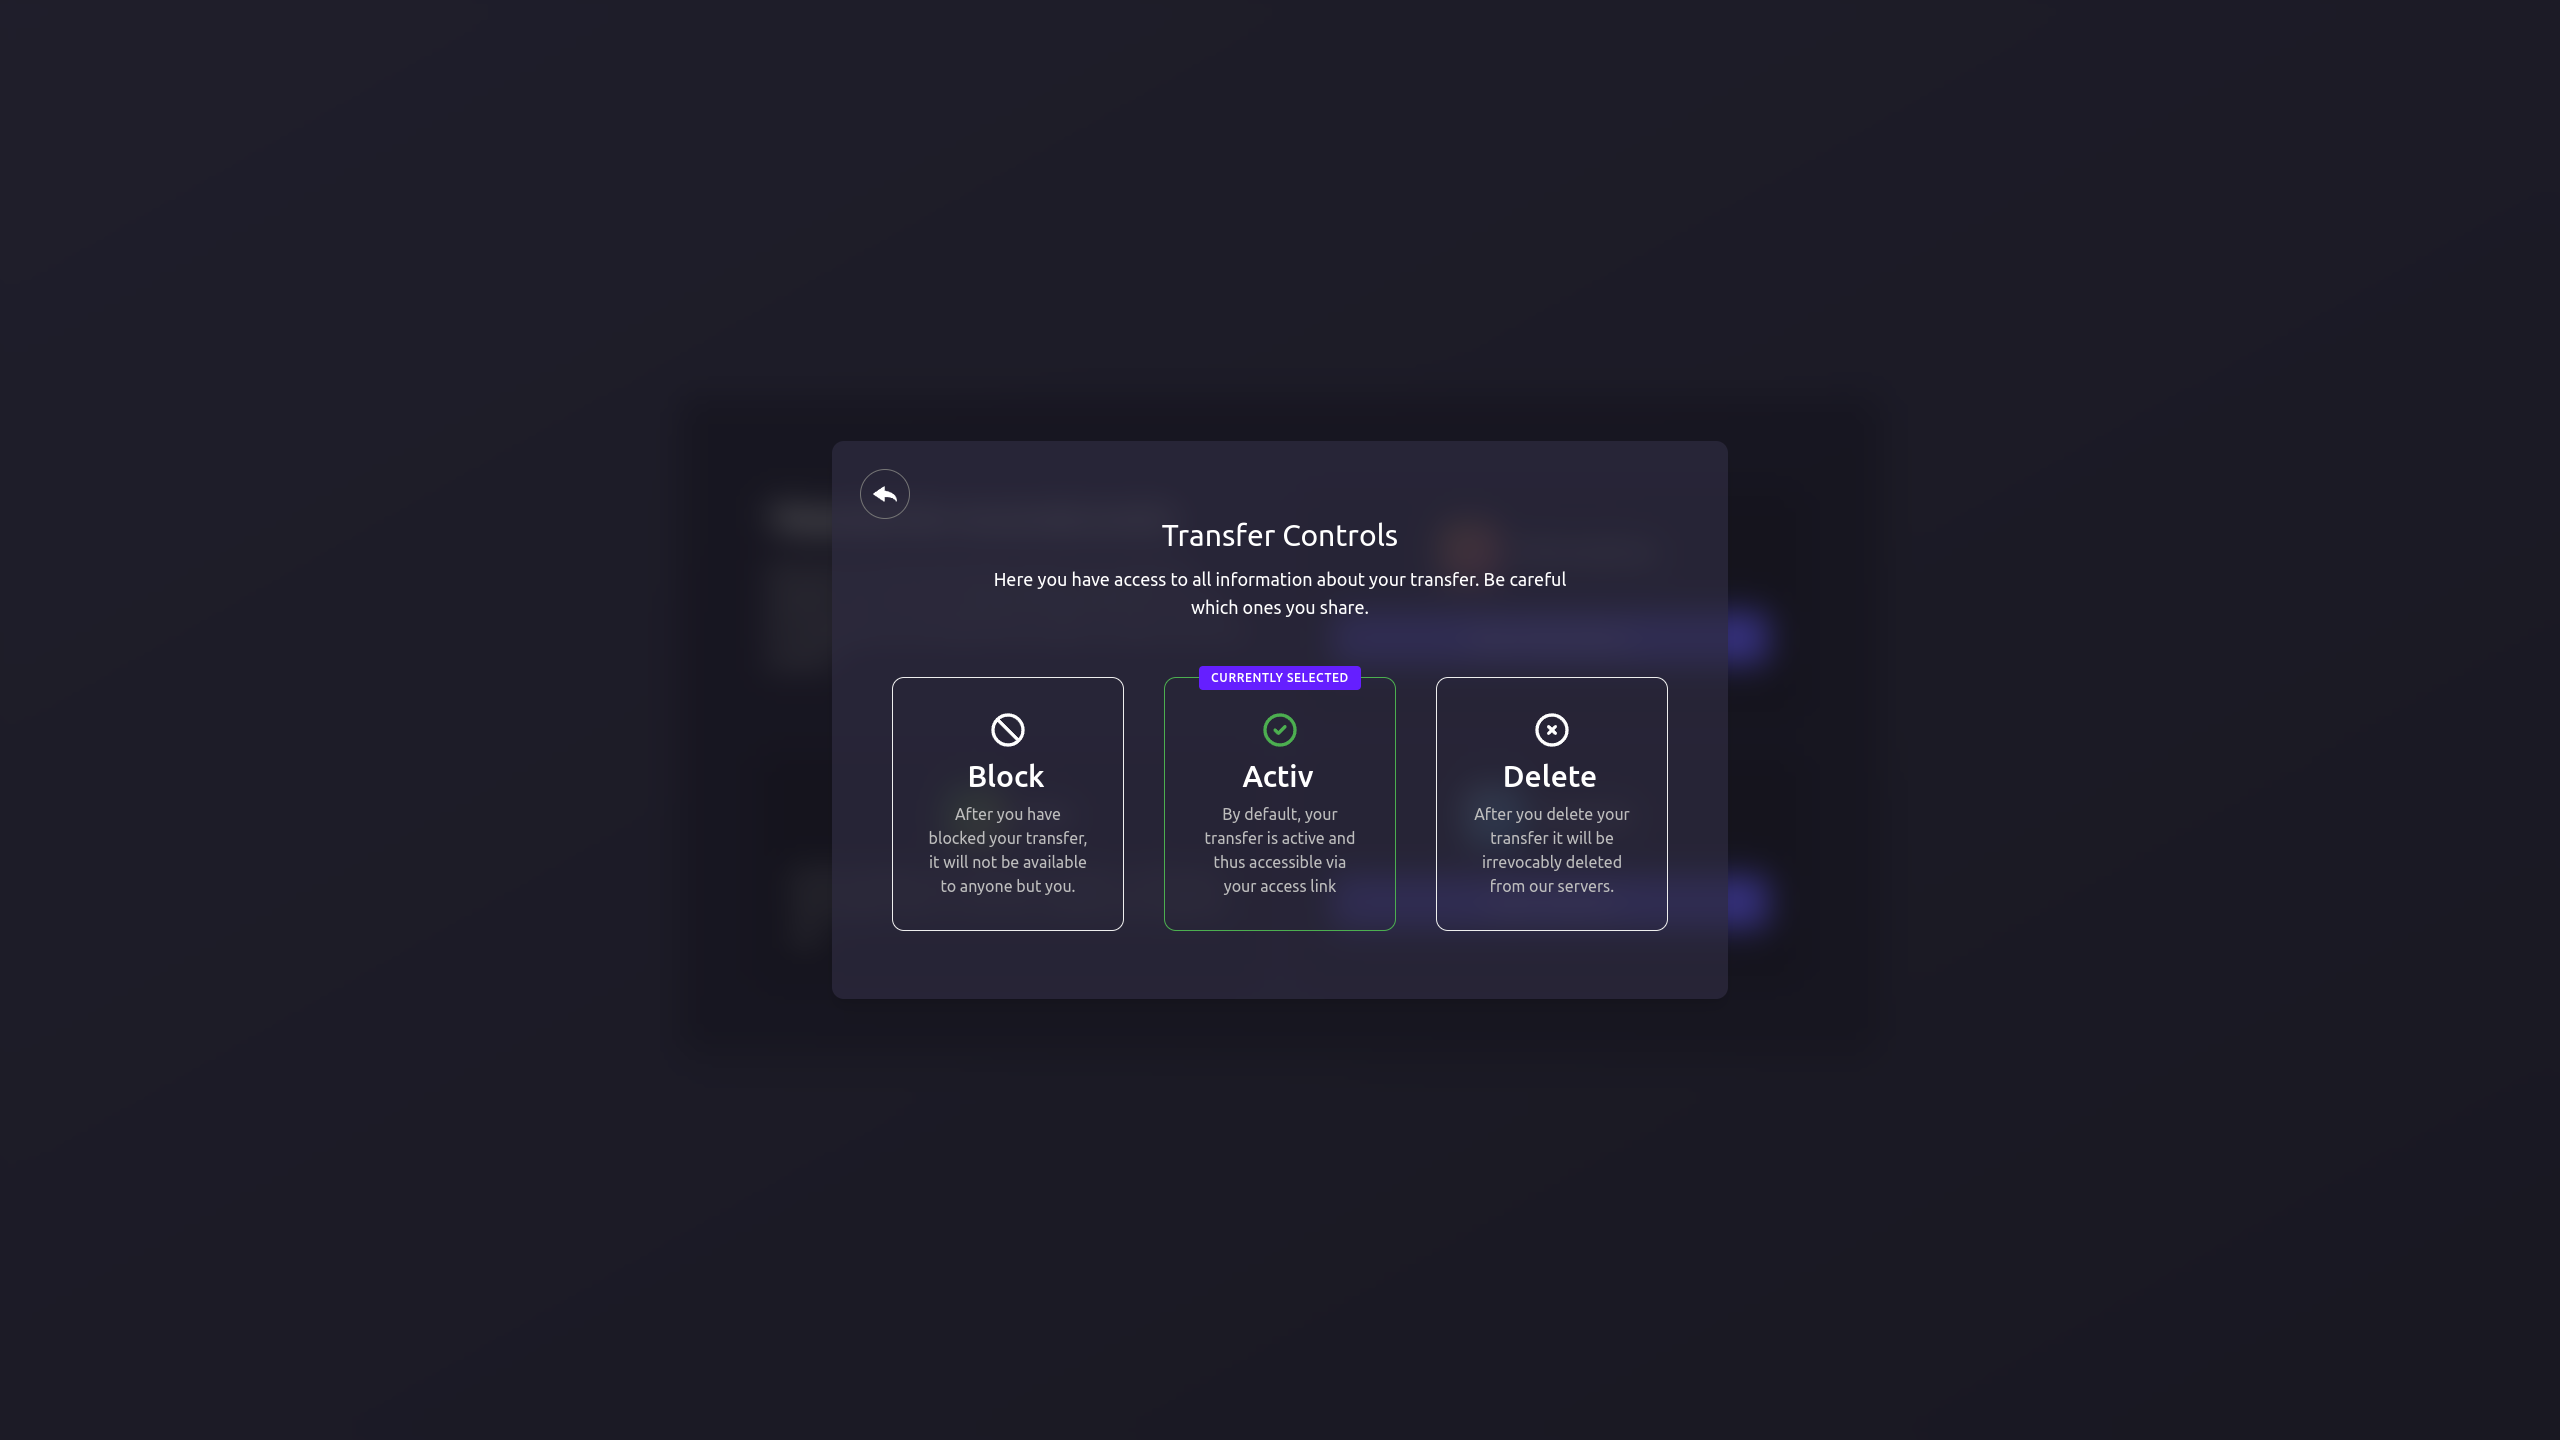 Transfer Controls
Here you have access to all information about your transfer. Be careful
which ones you share.
Block
After you have
blocked your transfer,
it will not be available
to anyone but you.
CURRENTLY SELECTED
Activ
By default, your
transfer is active and
thus accessible via
your access link
Delete
After you delete your
transfer it will be
irrevocably deleted
from our servers.